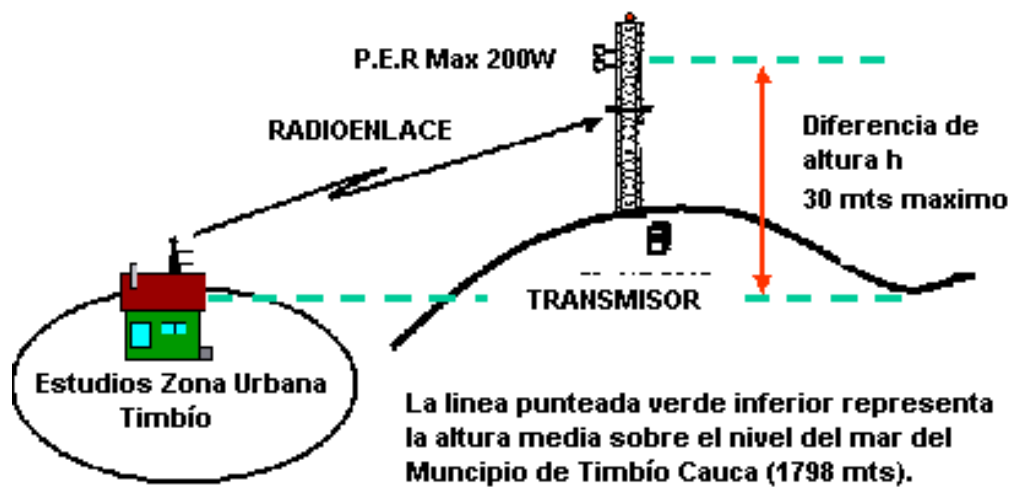 P.E.R Max 200W
RADIOENLACE
Diferencia de
altura h
30 mts maximo
TRANSMISOR
Estudios Zona Urbana
Timbío
La linea punteada verde inferior representa
la altura media sobre el nivel del mar del
Muncipio de Timbío Cauca (1798 mts).